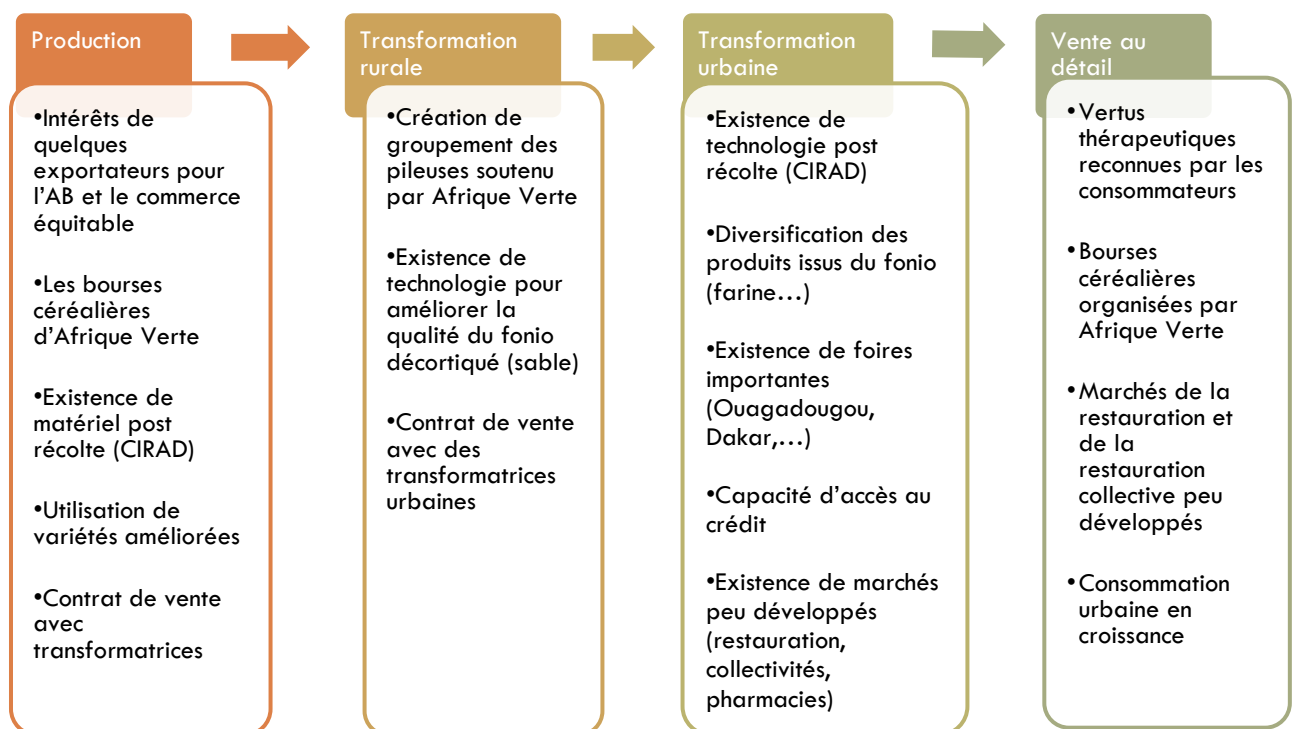 Production
•Intérêts de
quelques
exportateurs pour
l'AB et le commerce
équitable
•Les bourses
céréalières
d'Afrique Verte
•Existence de
matériel post
récolte (CIRAD)
•Utilisation de
variétés améliorées
•Contrat de vente
avec
transformatrices
Transformation
rurale
•Création de
groupement des
pileuses soutenu
par Afrique Verte
•Existence de
technologie pour
améliorer la
qualité du fonio
décortiqué (sable)
•Contrat de vente
avec des
transformatrices
urbaines
Transformation
urbaine
•Existence de
technologie post
récolte (CIRAD)
•Diversification des
produits issus du fonio
(farine…)
•Existence de foires
importantes
(Ouagadougou,
Dakar,…)
•Capacité d'accès au
crédit
•Existence de marchés
peu développés
(restauration,
collectivités,
pharmacies)
Vente au
détail
•Vertus
thérapeutiques
reconnues par les
consommateurs
•Bourses
céréalières
organisées par
Afrique Verte
•Marchés de la
restauration et
de la
restauration
collective peu
développés
•Consommation
urbaine en
croissance